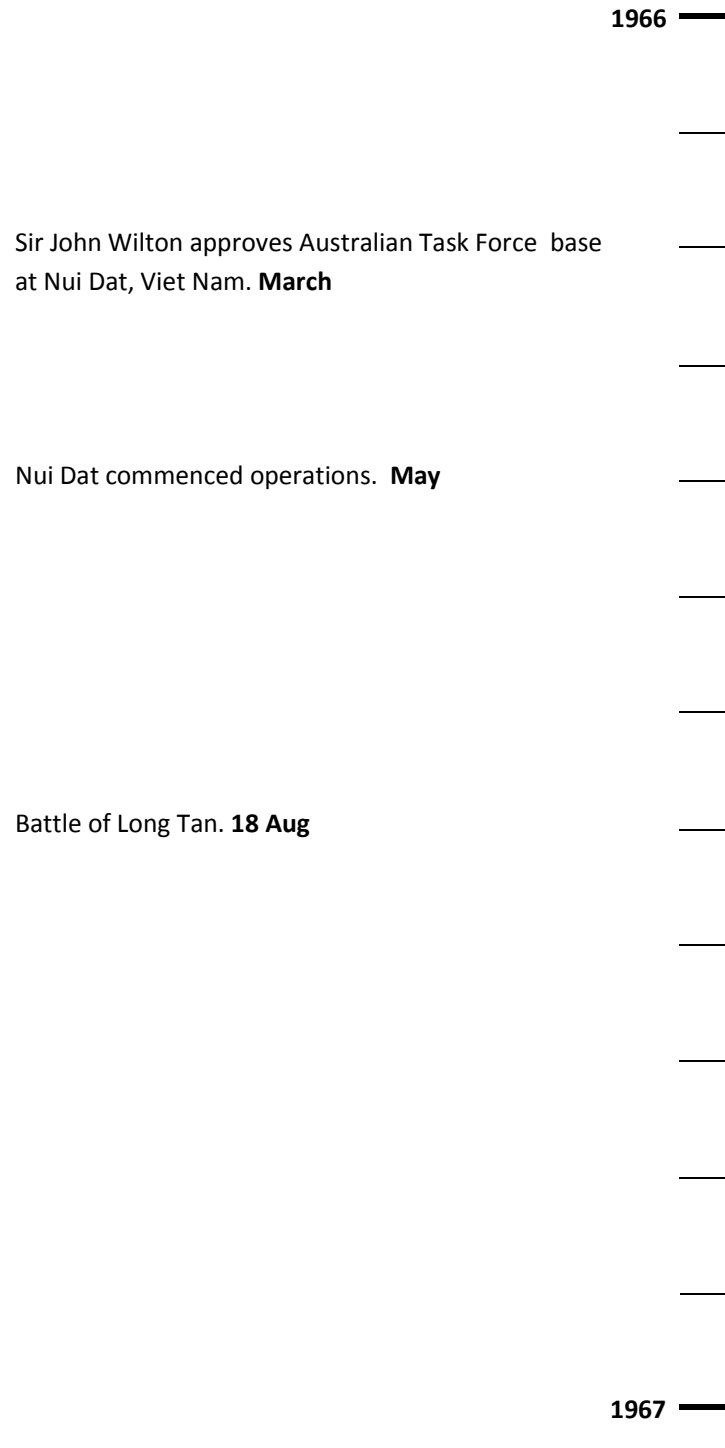 1966
Sir John Wilton approves Australian Task Force  base
at Nui Dat, Viet Nam. March
Nui Dat commenced operations.  May
Battle of Long Tan. 18 Aug
1967